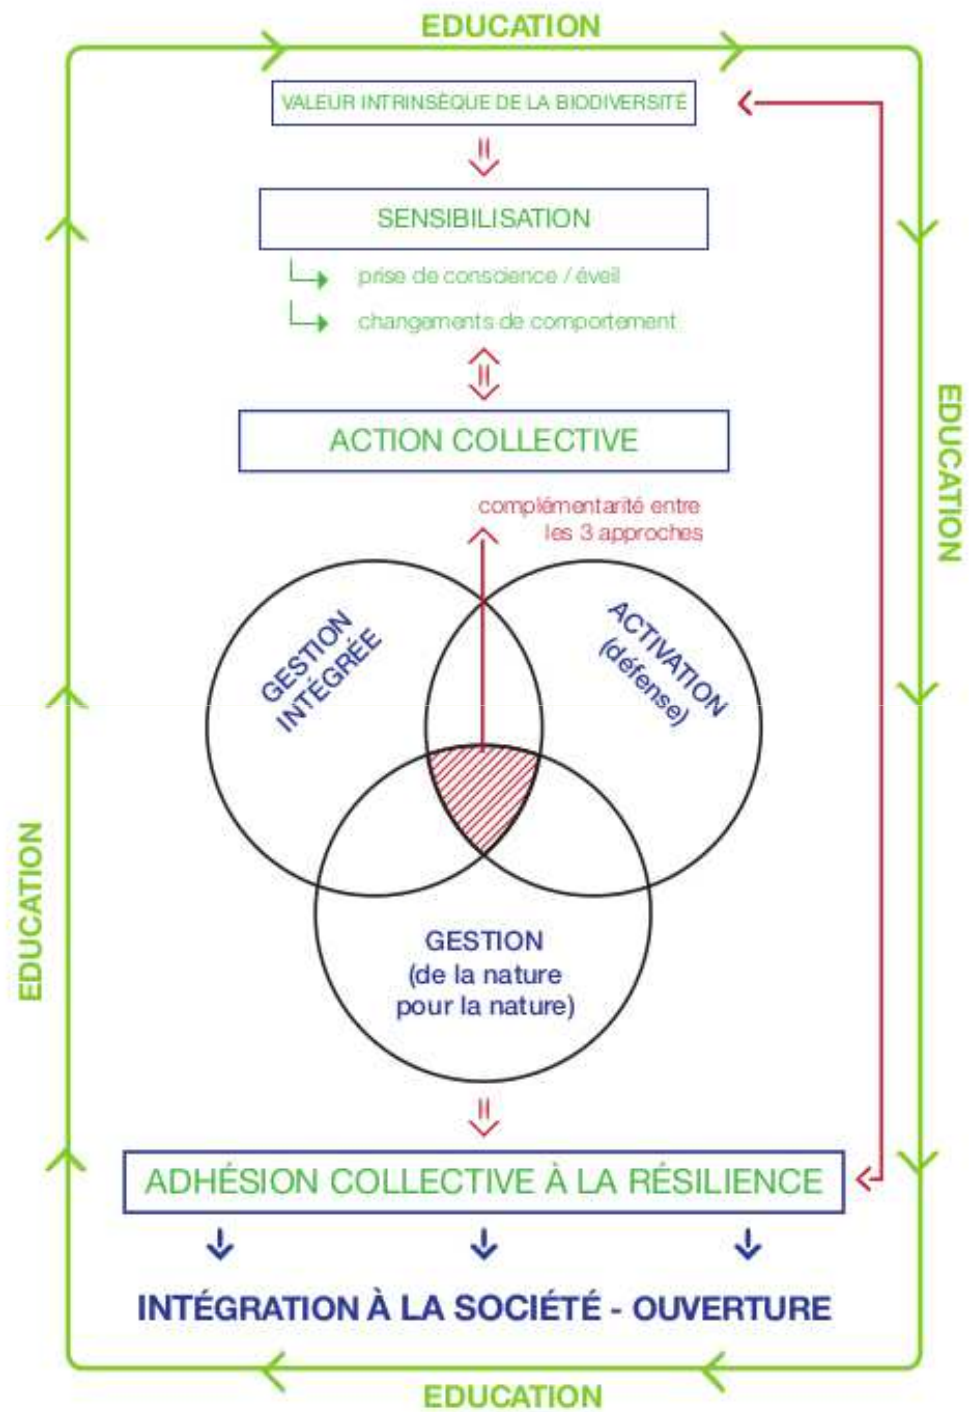 EDUCATION
VALEUR INTRINSÈQUE DE LA BIODIVERSITÉ
SENSIBILISATION
prise de conscience / éveil
changements de comportement
ACTION COLLECTIVE
EDUCATION
complémentarité entre
les 3 approches
GESTION
INTÉGRÉE
ACTIVATION
(défense)
EDUCATION
GESTION
(de la nature
pour la nature)
ADHÉSION COLLECTIVE À LA RÉSILIENCE
INTÉGRATION À LA SOCIÉTÉ - OUVERTURE
EDUCATION